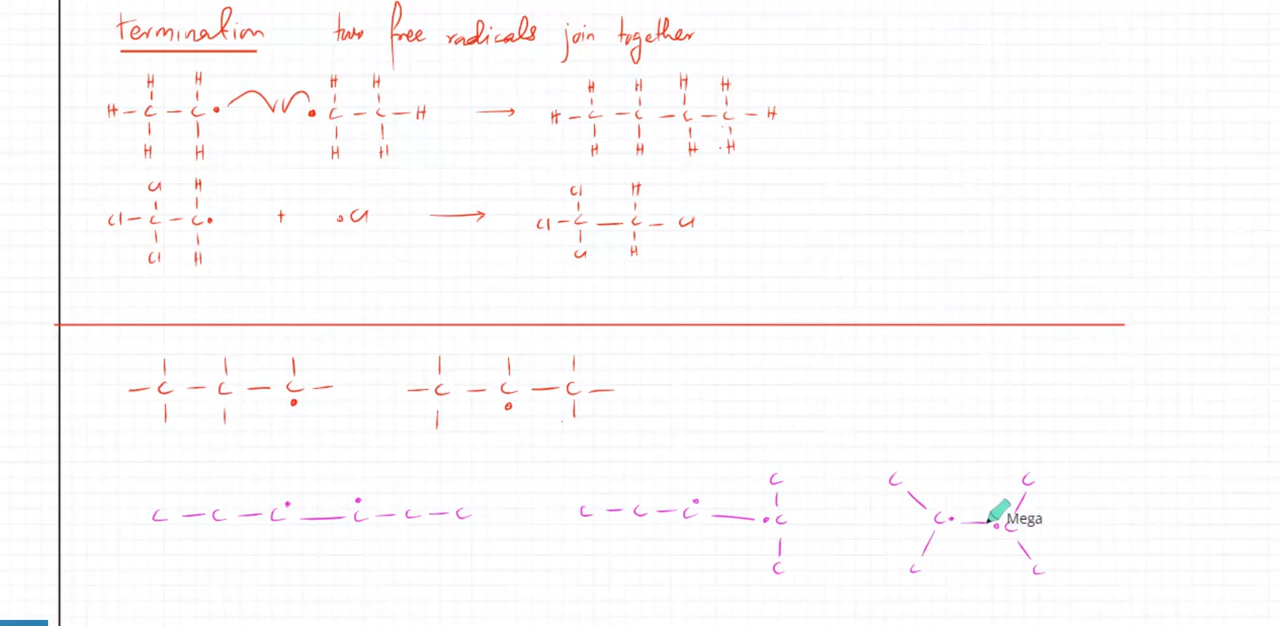 termination two free radicals join together
H H H H H H H H
H - C - C • • C - C - H → H - C - C - C - C - H
H H H H H H H H
Cl H Cl H
Cl - C - C • + • Cl → Cl - C - C - Cl
Cl H Cl H
- C - C - C - - C - C - C -
C C C
C - C - C - C - C - C C - C - C - C C - C
Mega
C C C